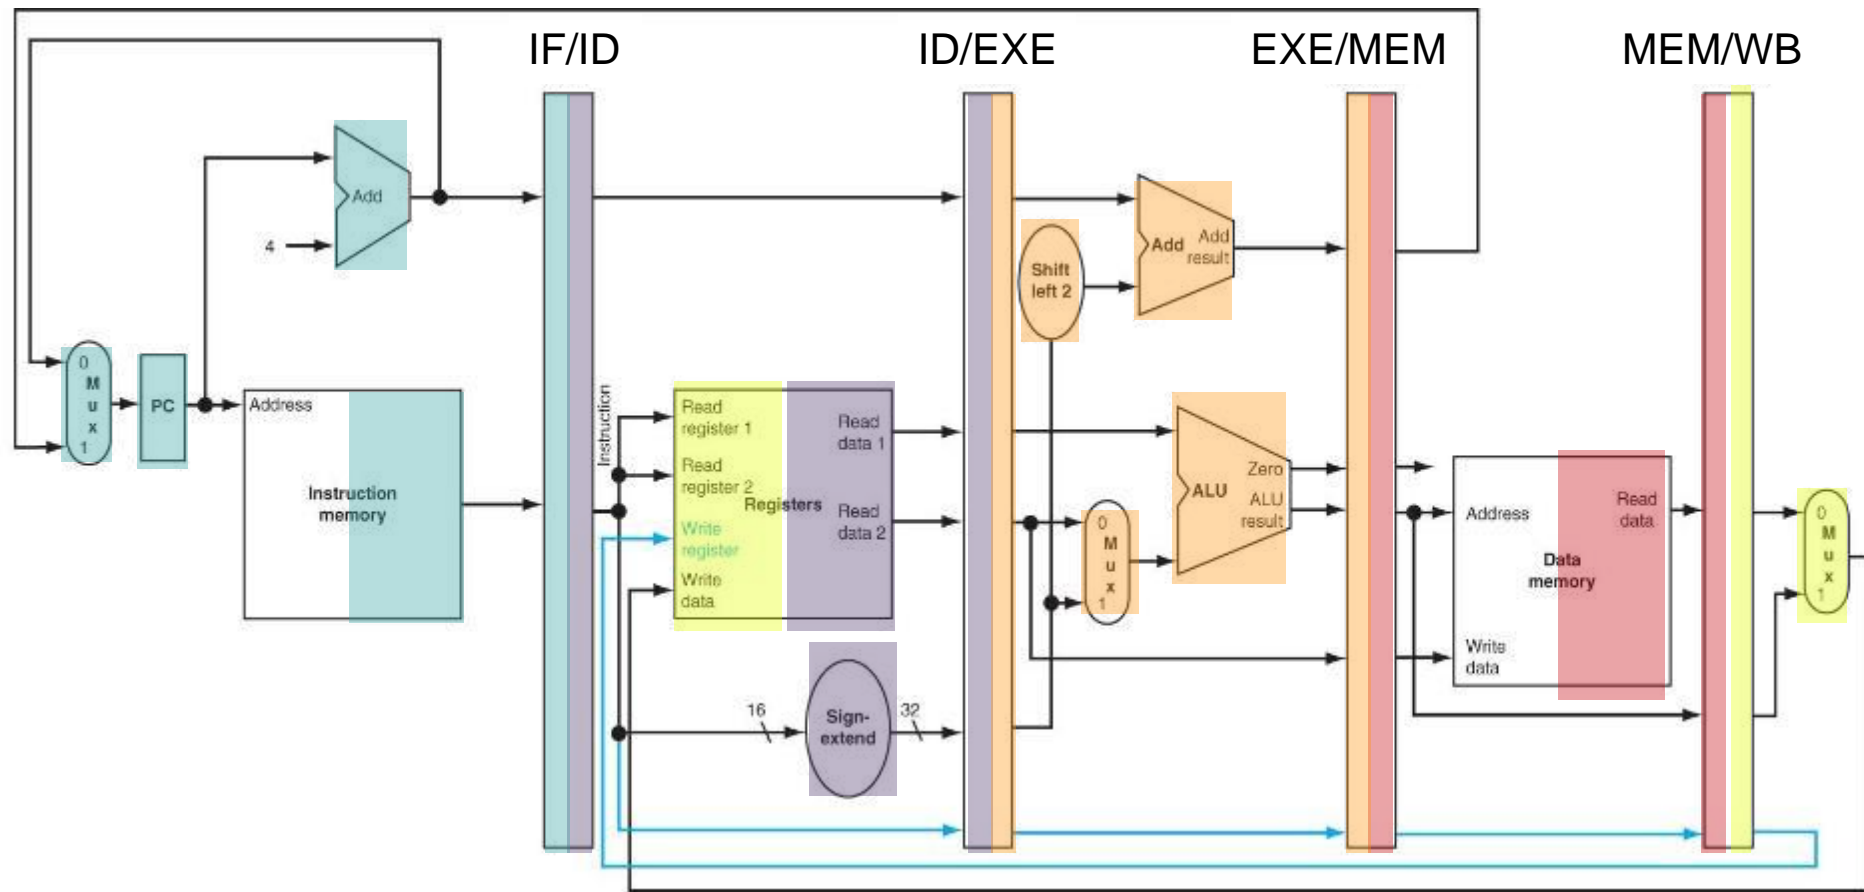 IF/ID
ID/EXE
EXE/MEM
MEM/WB
Add
4
0
M
u
x
1
PC
Address
Instruction
memory
Instruction
Read
register 1
Read
register 2
Registers
Write
register
Write
data
Read
data 1
Read
data 2
16
Sign-
extend
32
Shift
left 2
Add
Add
result
0
M
u
x
1
ALU
Zero
ALU
result
Address
Read
data
Data
memory
Write
data
0
M
u
x
1